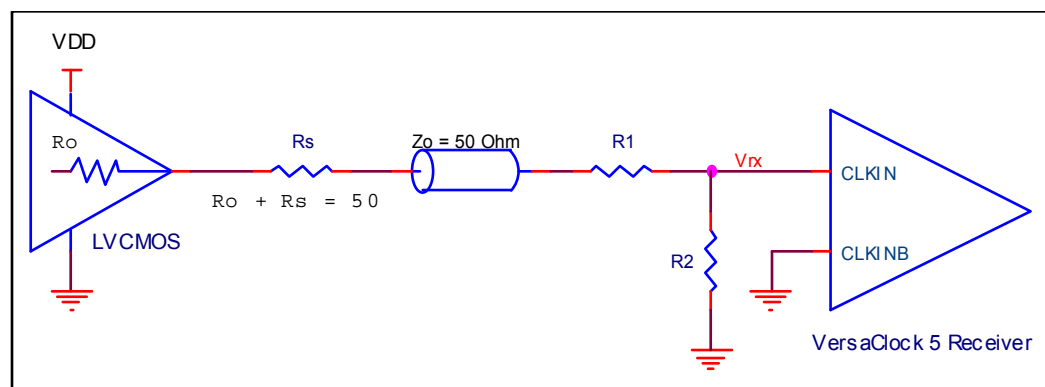 VDD
Ro
Rs
Zo = 50 Ohm
R1
Vrx
CLKIN
Ro + Rs = 50
LVCMOS
R2
CLKINB
VersaClock 5 Receiver